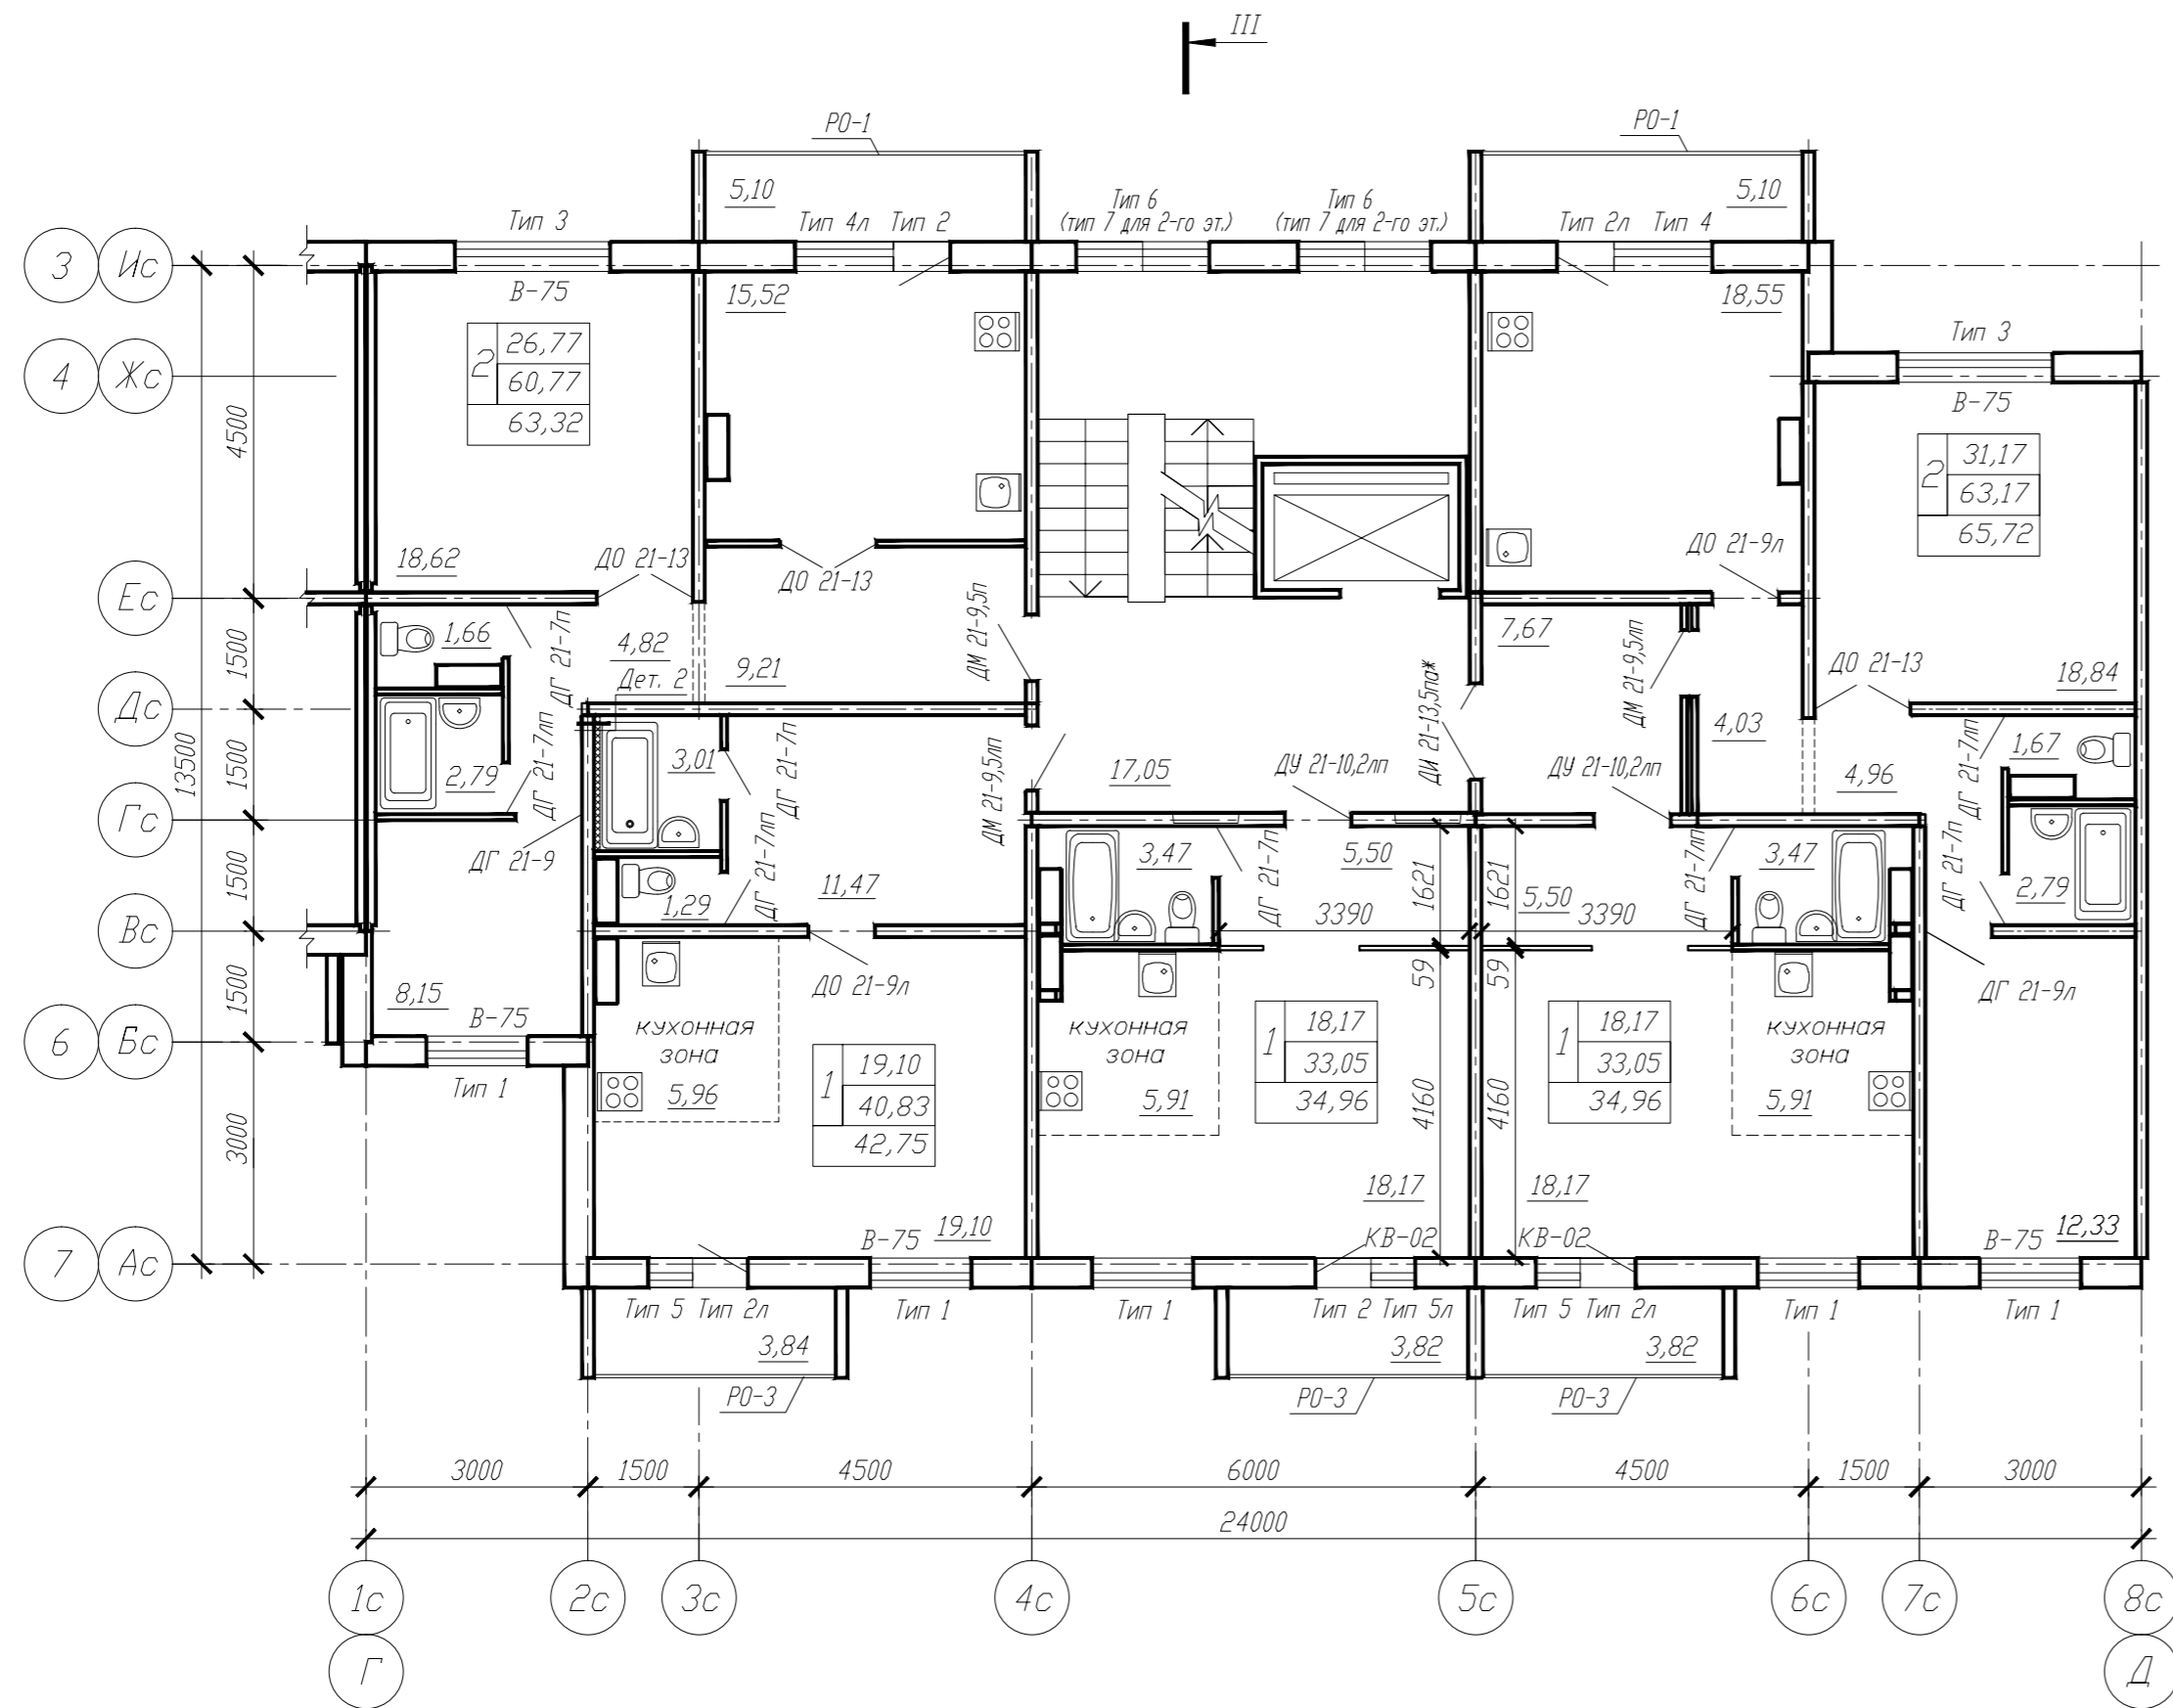 III
РО-1
РО-1
5,10
5,10
Тип 3
Тип 4л Тип 2
Тип 6
(тип 7 для 2-го эт.)
Тип 6
(тип 7 для 2-го эт.)
Тип 2л Тип 4
3 Ис
В-75
15,52
18,55
Тип 3
4 Жс
2
26,77
60,77
63,32
В-75
2
31,17
63,17
65,72
4500
18,62
ДО 21-13
ДО 21-13
ДО 21-9л
Ес
1,66
ДГ 21-7п
4,82
Дет. 2
9,21
ДМ 21-9,5п
7,67
ДМ 21-9,5лп
ДО 21-13
18,84
1500
Дс
2,79
ДГ 21-7лп
3,01
ДГ 21-7п
ДМ 21-9,5лп
17,05
ДУ 21-10,2лп
ДИ 21-13,5паж
ДУ 21-10,2лп
4,03
4,96
ДГ 21-7лп
1,67
13500
1500
Гс
ДГ 21-9
ДГ 21-7лп
1,29
11,47
3,47
ДГ 21-7п
5,50
1621
1621
5,50
ДГ 21-7лп
3,47
ДГ 21-7п
2,79
1500
3390
3390
Вс
8,15
В-75
ДО 21-9л
59
59
ДГ 21-9л
1500
6 Бс
кухонная
зона
5,96
1
19,10
40,83
42,75
кухонная
зона
5,91
1
18,17
33,05
34,96
1
18,17
33,05
34,96
кухонная
зона
5,91
Тип 1
4160
4160
3000
18,17
18,17
7 Ас
В-75
19,10
КВ-02
КВ-02
В-75
12,33
Тип 5 Тип 2л
Тип 1
Тип 1
Тип 2 Тип 5л
Тип 5 Тип 2л
Тип 1
Тип 1
3,84
3,82
3,82
РО-3
РО-3
РО-3
3000
1500
4500
6000
4500
1500
3000
24000
1с
2с
3с
4с
5с
6с
7с
8с
Г
Д